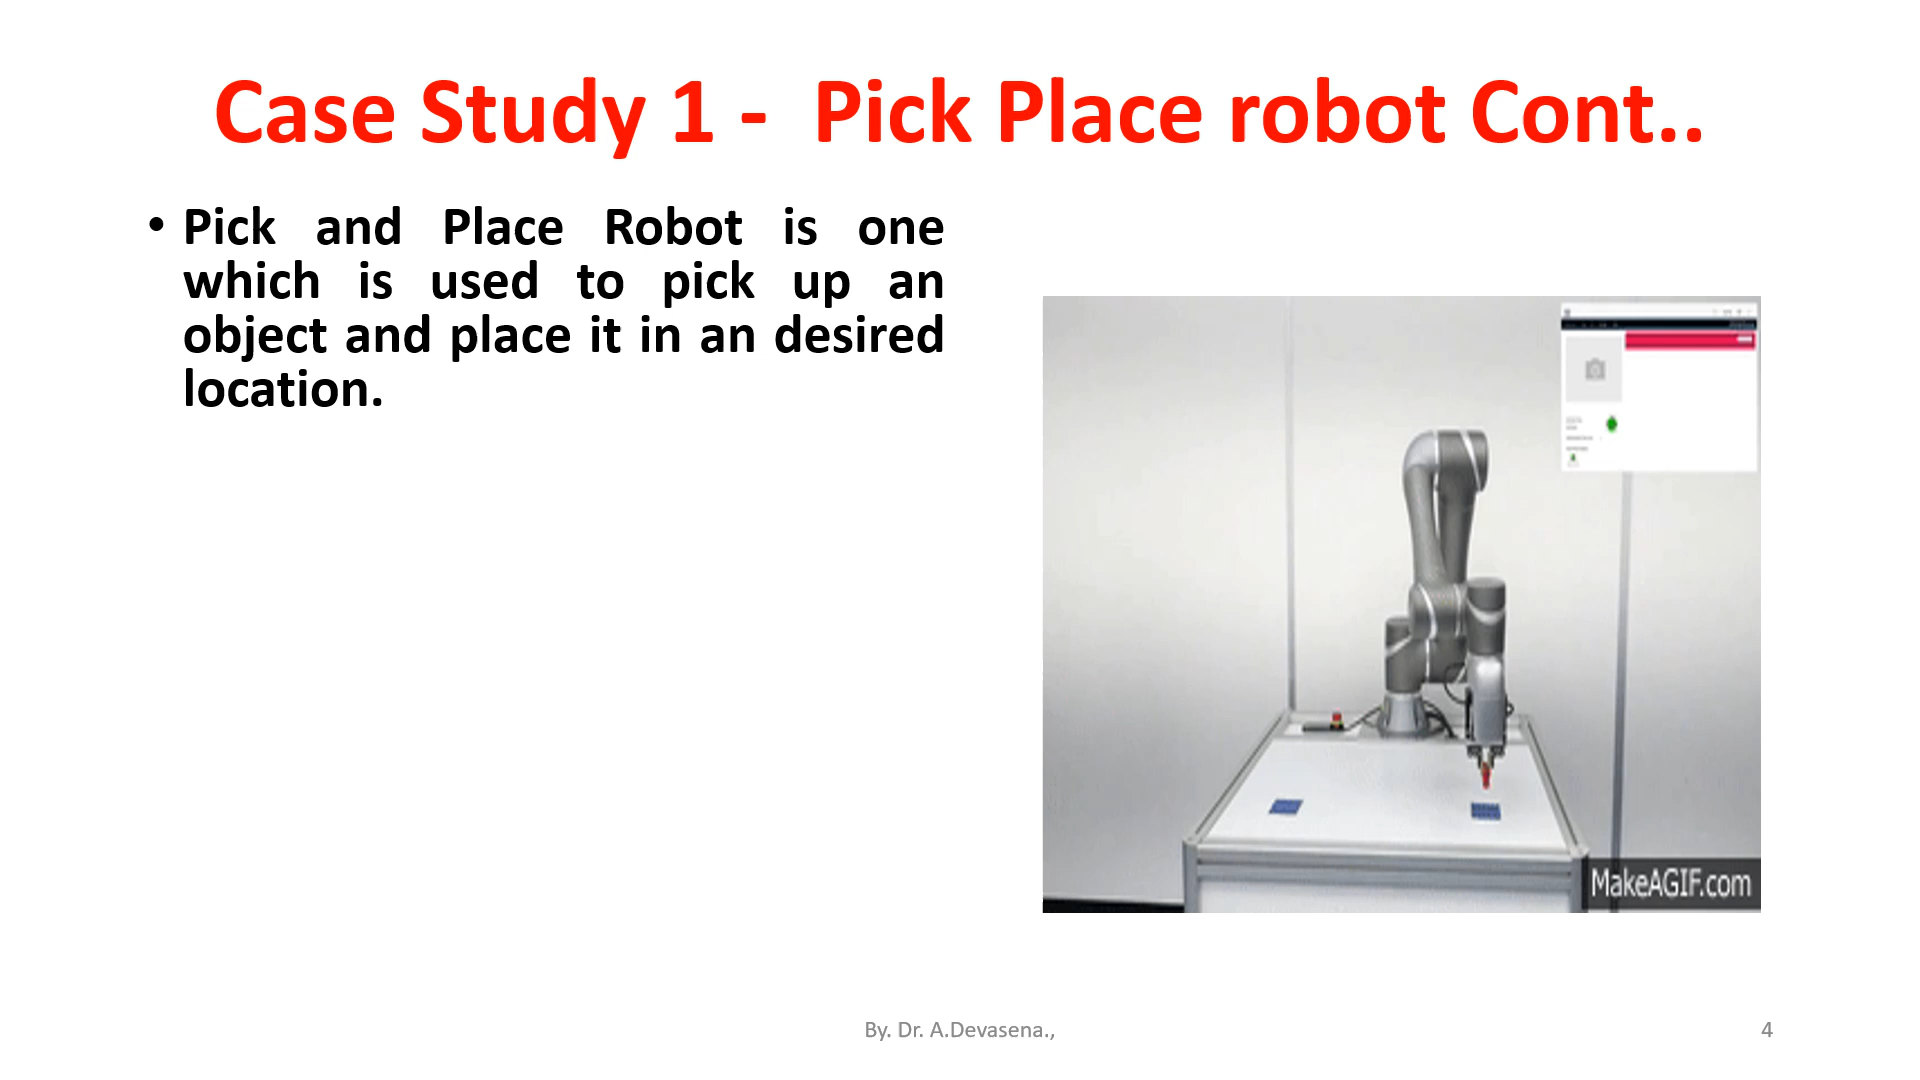 Case Study 1 - Pick Place robot Cont..
• Pick and Place Robot is one
which is used to pick up an
object and place it in an desired
location.
MakeAGIF.com
By. Dr. A.Devasena.,
4